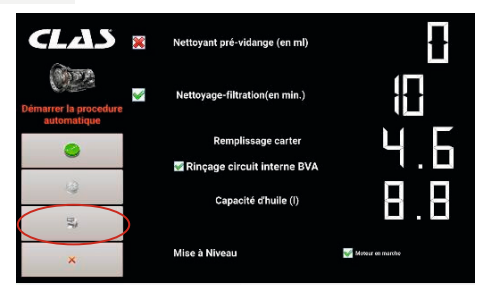 CLAS
Nettoyant pré-vidange (en ml) 0
Nettoyage-filtration(en min.) 10
Démarrer la procedure
automatique
Remplissage carter 4.6
Rinçage circuit interne BVA
Capacité d'huile (l) 8.8
Mise à Niveau
Moteur en marche